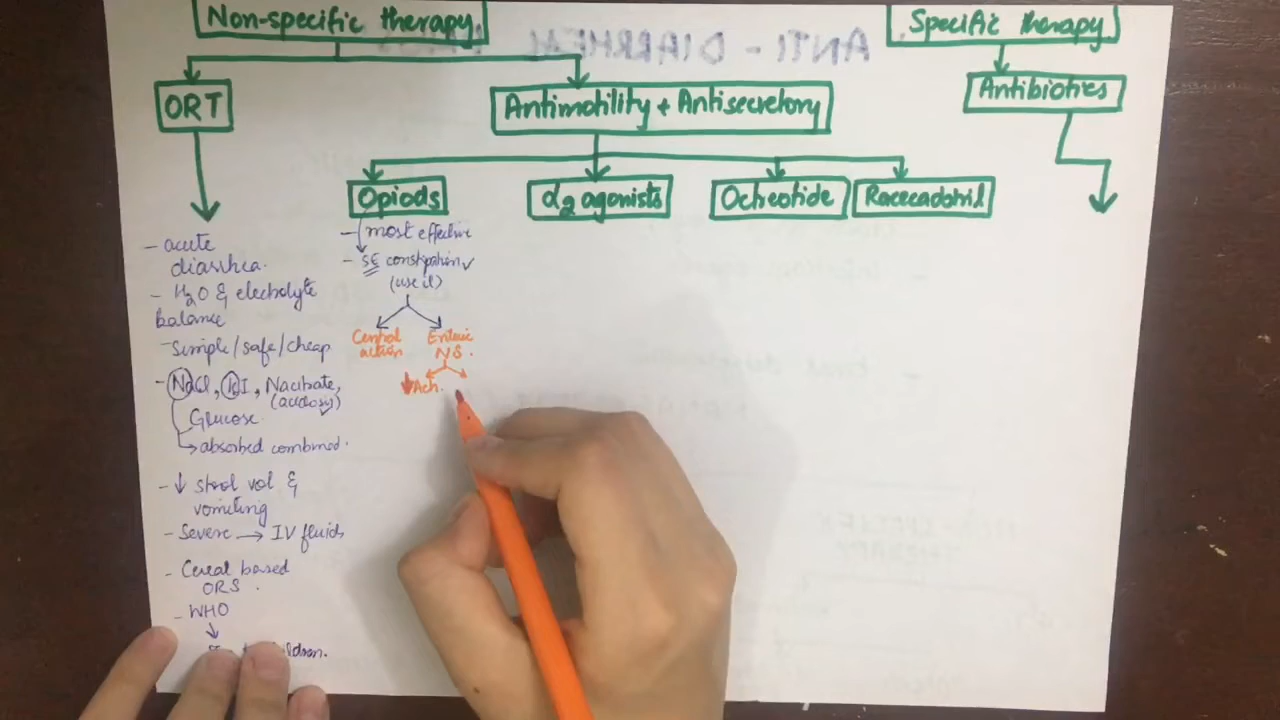 Non-specific therapy
Specific therapy
ANTI-DIARRHEAL
ORT
Antimotility + Antisecretory
Antibiotics
Opiods
α2 agonists
Octreotide
Racecadotril
- acute
diarrhea.
- H2O & electrolyte
balance
- Simple/safe/cheap
- NaCl, KCl, Nacitrate,
(acidosis)
Glucose
→ absorbed combined.
- ↓ stool vol &
vomiting
- Severe → IV fluids
- Cereal based
ORS.
- WHO
- most effective
- SE constipation ✓
(use it)
Central
action
Enteric
NS.
↓Ach.